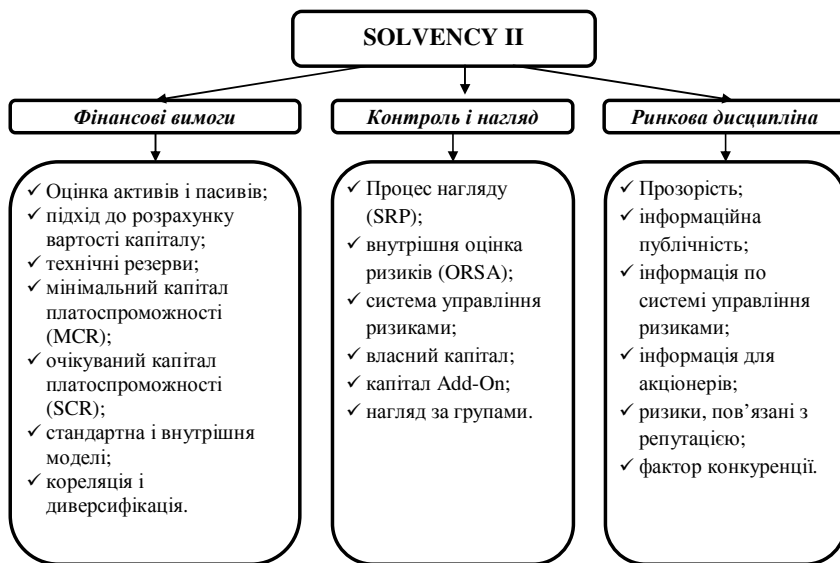 SOLVENCY II
Фінансові вимоги
✓ Оцінка активів і пасивів;
✓ підхід до розрахунку
вартості капіталу;
✓ технічні резерви;
✓ мінімальний капітал
платоспроможності
(MCR);
✓ очікуваний капітал
платоспроможності
(SCR);
✓ стандартна і внутрішня
моделі;
✓ кореляція і
диверсифікація.
Контроль і нагляд
✓ Процес нагляду
(SRP);
✓ внутрішня оцінка
ризиків (ORSA);
✓ система управління
ризиками;
✓ власний капітал;
✓ капітал Add-On;
✓ нагляд за групами.
Ринкова дисципліна
✓ Прозорість;
✓ інформаційна
публічність;
✓ інформація по
системі управління
ризиками;
✓ інформація для
акціонерів;
✓ ризики, пов’язані з
репутацією;
✓ фактор конкуренції.